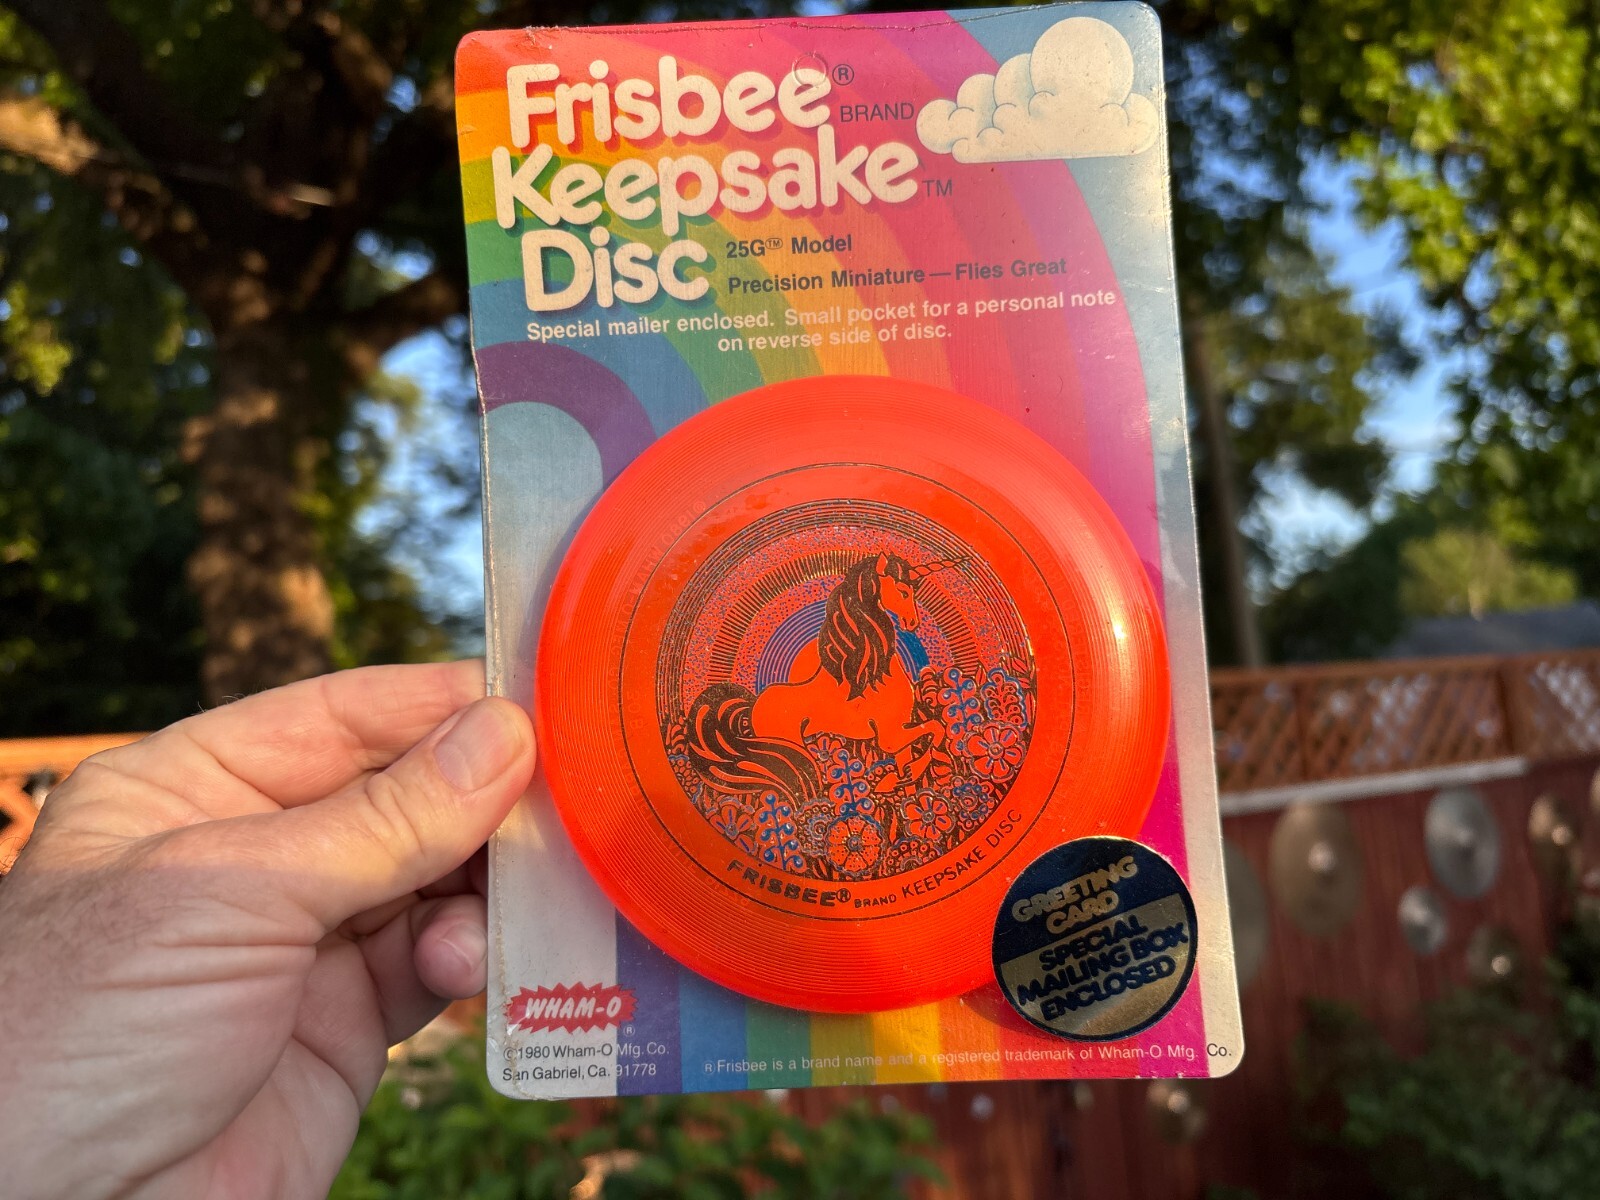 Frisbee® BRAND
Keepsake™
Disc
25G™ Model
Precision Miniature — Flies Great
Special mailer enclosed. Small pocket for a personal note
on reverse side of disc.
FRISBEE® BRAND KEEPSAKE DISC
GREETING
CARD
SPECIAL
MAILING BOX
ENCLOSED
WHAM-O®
©1980 Wham-O Mfg. Co.
San Gabriel, Ca. 91778
® Frisbee is a brand name and a registered trademark of Wham-O Mfg. Co.